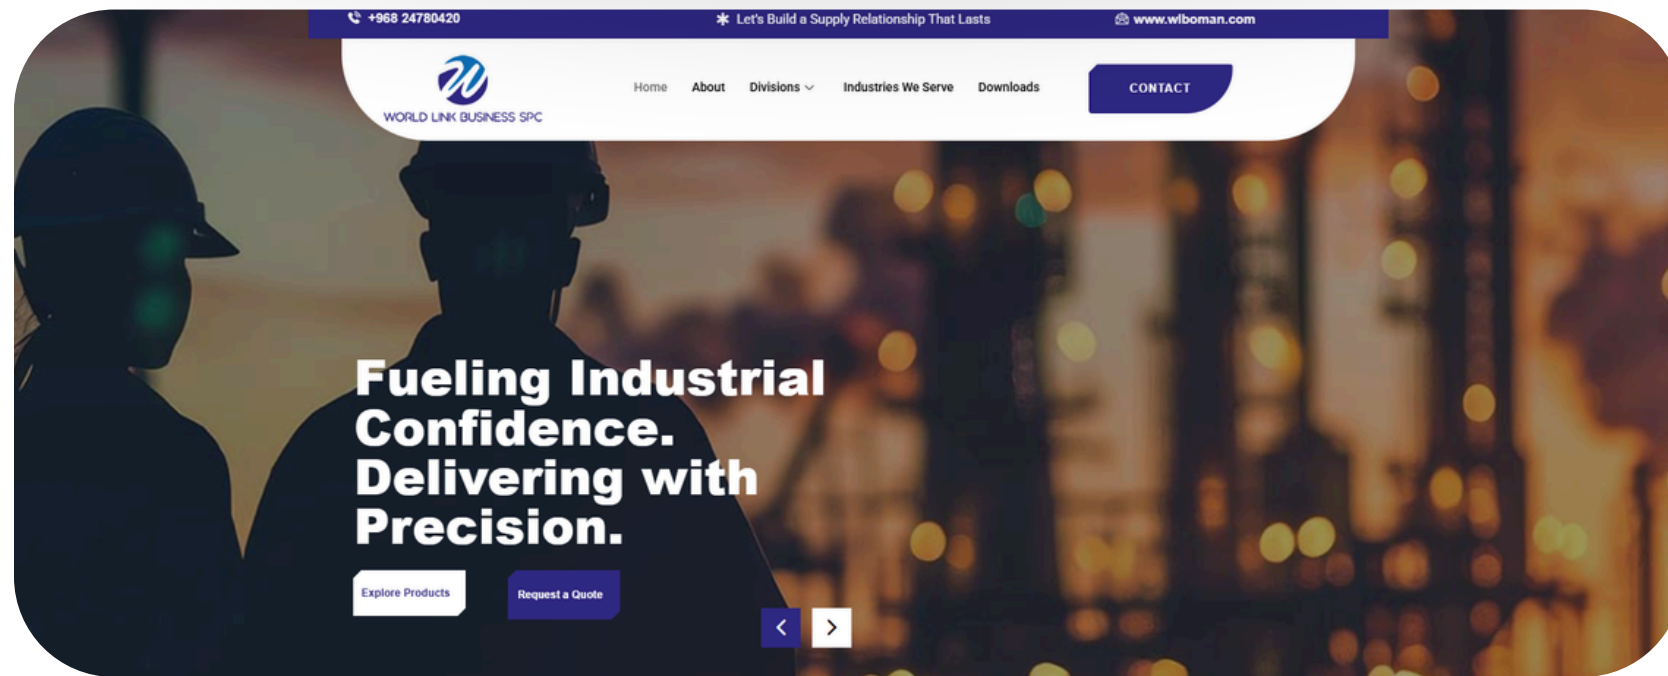 +968 24780420
Let's Build a Supply Relationship That Lasts
www.wlboman.com
WORLD LINK BUSINESS SPC
Home
About
Divisions
Industries We Serve
Downloads
CONTACT
Fueling Industrial
Confidence.
Delivering with
Precision.
Explore Products
Request a Quote